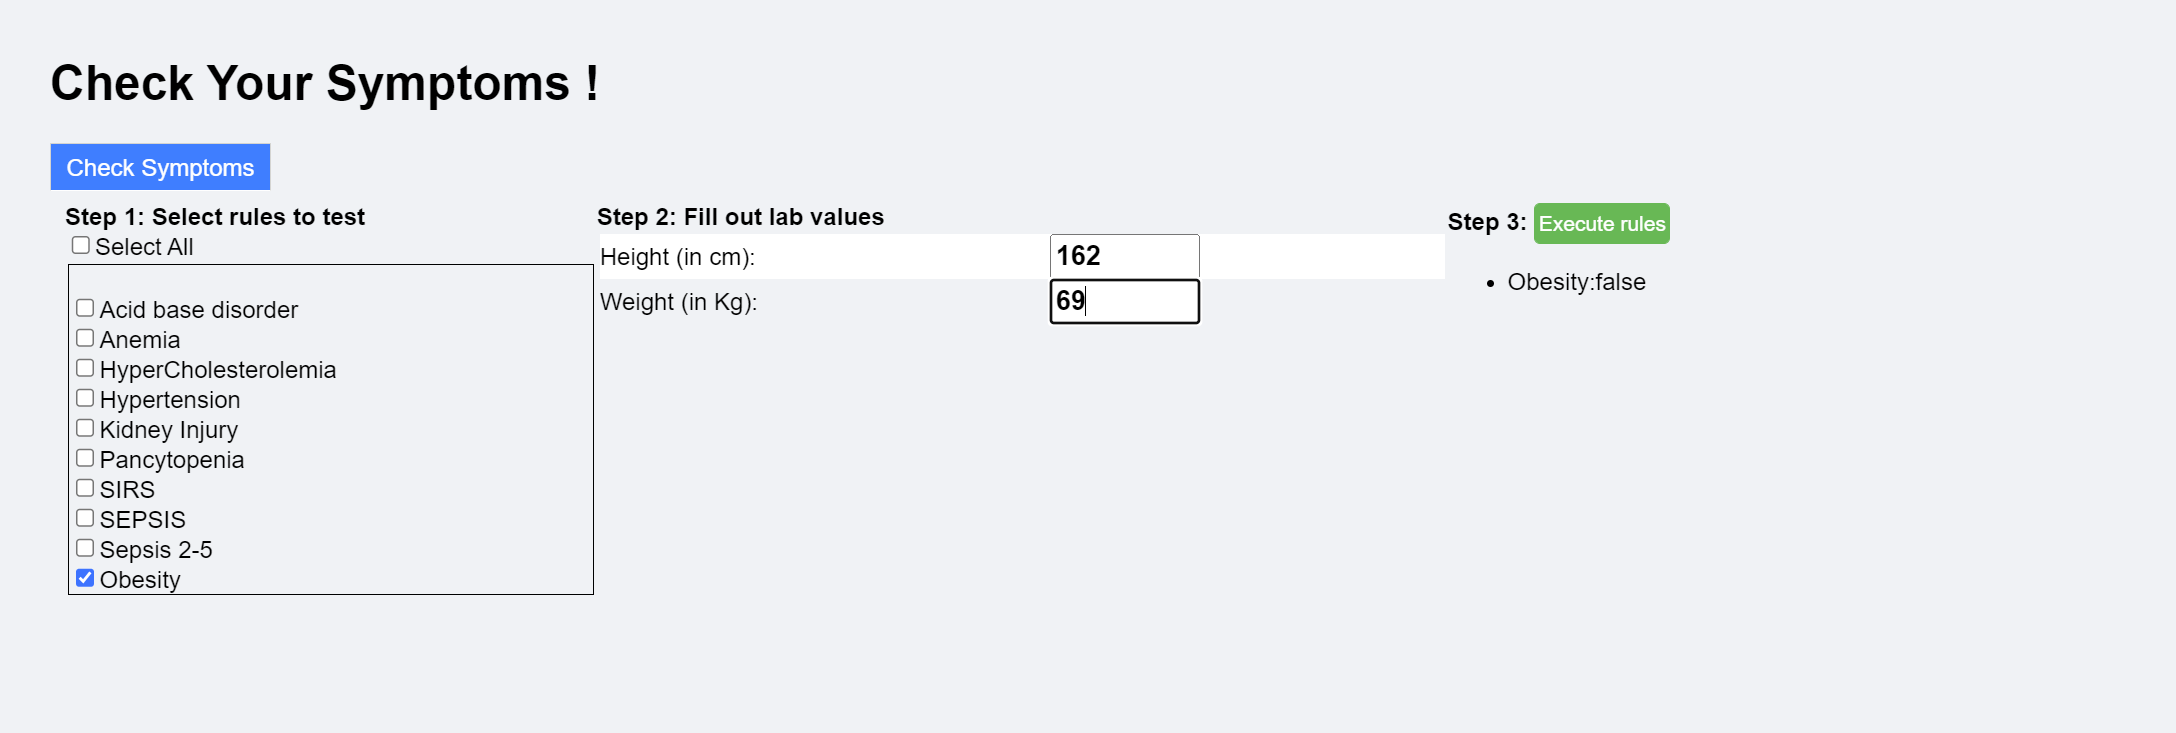 Check Your Symptoms !
Check Symptoms
Step 1: Select rules to test
Select All
Acid base disorder
Anemia
HyperCholesterolemia
Hypertension
Kidney Injury
Pancytopenia
SIRS
SEPSIS
Sepsis 2-5
Obesity
Step 2: Fill out lab values
Height (in cm): 162
Weight (in Kg): 69
Step 3: Execute rules
• Obesity:false